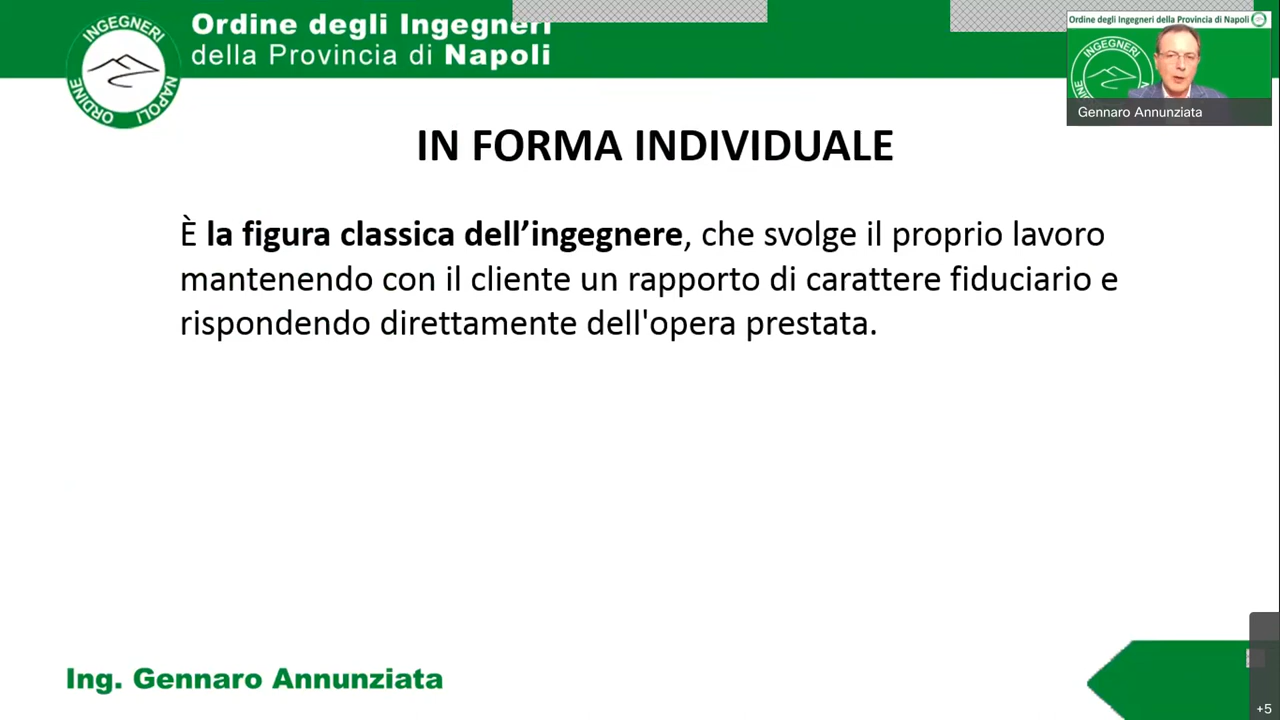 Ordine degli Ingegneri
della Provincia di Napoli
INGEGNERI
ORDINE
NAPOLI
Ordine degli Ingegneri della Provincia di Napoli
INGEGNERI
Gennaro Annunziata
IN FORMA INDIVIDUALE
È la figura classica dell’ingegnere, che svolge il proprio lavoro
mantenendo con il cliente un rapporto di carattere fiduciario e
rispondendo direttamente dell'opera prestata.
Ing. Gennaro Annunziata
+5